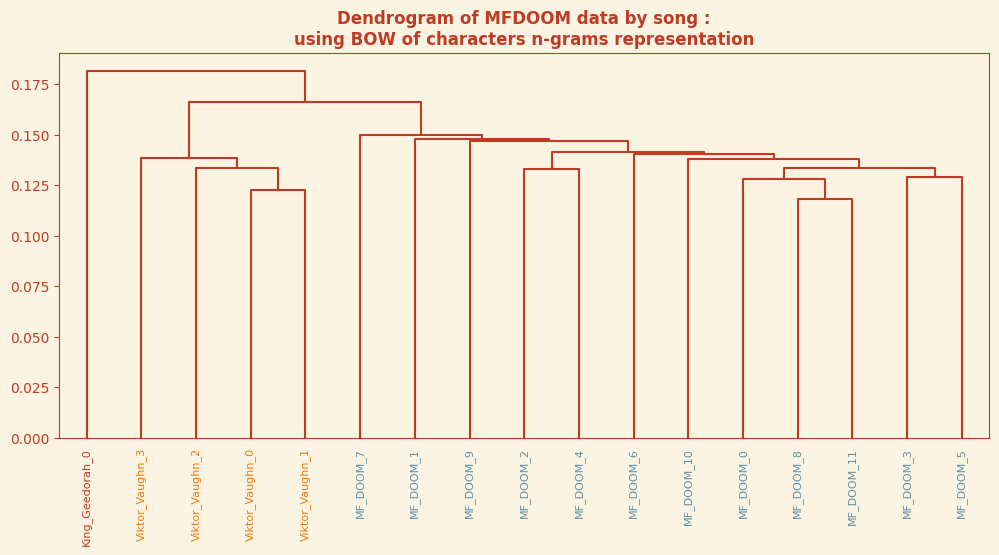 Dendrogram of MFDOOM data by song :
using BOW of characters n-grams representation
0.175
0.150
0.125
0.100
0.075
0.050
0.025
0.000
King_Geedorah_0
Viktor_Vaughn_3
Viktor_Vaughn_2
Viktor_Vaughn_0
Viktor_Vaughn_1
MF_DOOM_7
MF_DOOM_1
MF_DOOM_9
MF_DOOM_2
MF_DOOM_4
MF_DOOM_6
MF_DOOM_10
MF_DOOM_0
MF_DOOM_8
MF_DOOM_11
MF_DOOM_3
MF_DOOM_5